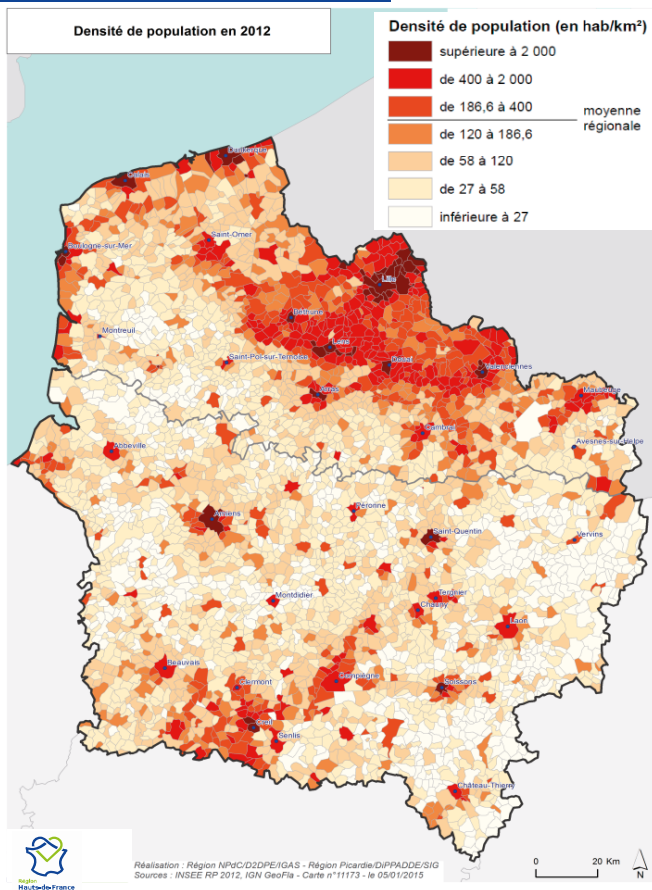 Densité de population en 2012
Densité de population (en hab/km²)
supérieure à 2 000
de 400 à 2 000
de 186,6 à 400
moyenne
régionale
de 120 à 186,6
de 58 à 120
de 27 à 58
inférieure à 27
Dunkerque
Calais
Saint-Omer
Boulogne-sur-Mer
Lille
Béthune
Montreuil
Lens
Saint-Pol-sur-Ternoise
Douai
Valenciennes
Arras
Maubeuge
Cambrai
Avesnes-sur-Helpe
Abbeville
Péronne
Amiens
Saint-Quentin
Vervins
Montdidier
Tergnier
Chauny
Laon
Beauvais
Compiègne
Clermont
Soissons
Creil
Senlis
Château-Thierry
Région
Hauts-de-France
Réalisation : Région NPdC/D2DPE/IGAS - Région Picardie/DiPPADDE/SIG
Sources : INSEE RP 2012, IGN GeoFla - Carte n°11173 - le 05/01/2015
0 20 Km
N